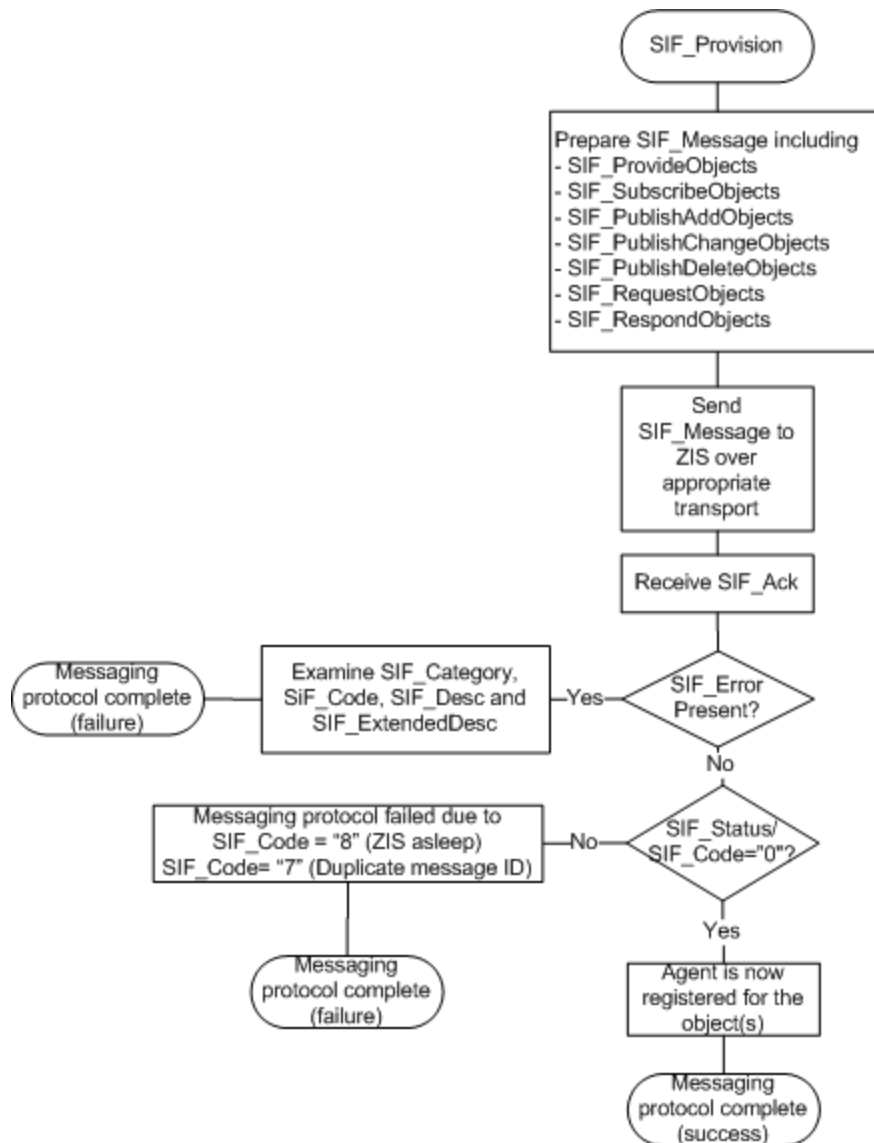 SIF_Provision
Prepare SIF_Message including
- SIF_ProvideObjects
- SIF_SubscribeObjects
- SIF_PublishAddObjects
- SIF_PublishChangeObjects
- SIF_PublishDeleteObjects
- SIF_RequestObjects
- SIF_RespondObjects
Send
SIF_Message to
ZIS over
appropriate
transport
Receive SIF_Ack
SIF_Error
Present?
Yes
Examine SIF_Category,
SiF_Code, SIF_Desc and
SIF_ExtendedDesc
Messaging
protocol complete
(failure)
No
SIF_Status/
SIF_Code="0"?
No
Messaging protocol failed due to
SIF_Code = “8” (ZIS asleep)
SIF_Code= “7” (Duplicate message ID)
Messaging
protocol complete
(failure)
Yes
Agent is now
registered for the
object(s)
Messaging
protocol complete
(success)